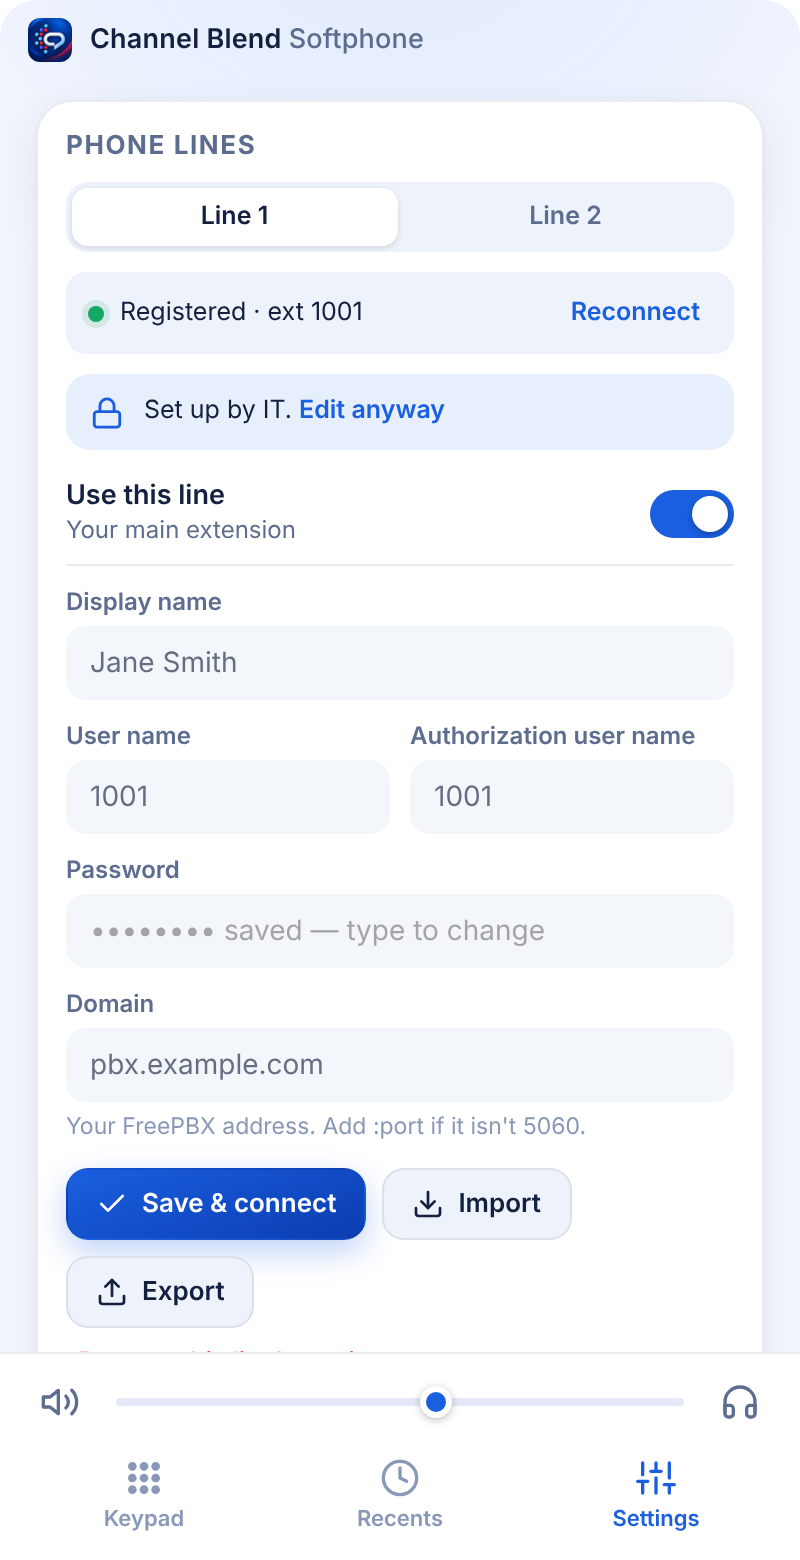 Channel Blend Softphone
PHONE LINES
Line 1
Line 2
Registered · ext 1001
Reconnect
Set up by IT. Edit anyway
Use this line
Your main extension
Display name
Jane Smith
User name
Authorization user name
1001
1001
Password
•••••••• saved — type to change
Domain
pbx.example.com
Your FreePBX address. Add :port if it isn't 5060.
Save & connect
Import
Export
Keypad
Recents
Settings